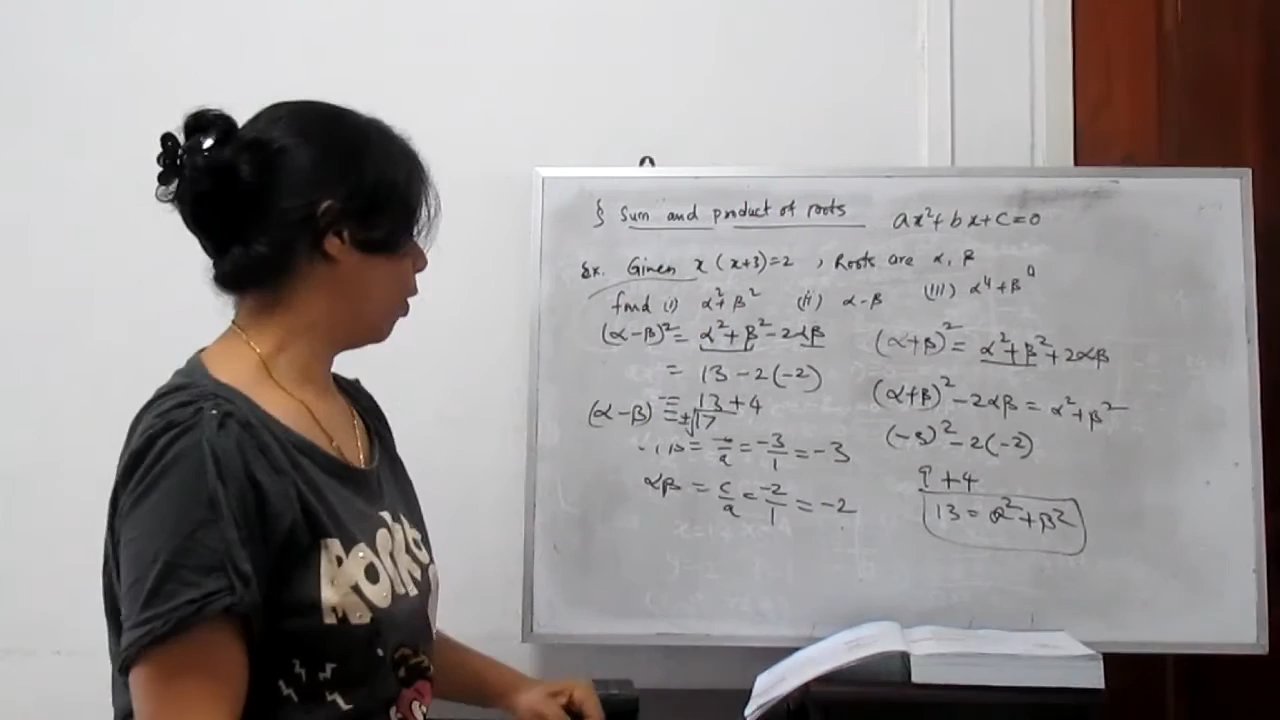 § Sum and product of roots ax²+bx+c=0
Ex. Given x(x+3)=2, Roots are α, β
find (i) α²+β² (ii) α-β (iii) α⁴+β⁴
(α-β)² = α²+β²-2αβ
= 13-2(-2)
= 13+4
(α-β) = ±√17
= -3/1 = -3
αβ = c/a = -2/1 = -2
(α+β)² = α²+β²+2αβ
(α+β)²-2αβ = α²+β²
(-3)²-2(-2)
9+4
13 = α²+β²